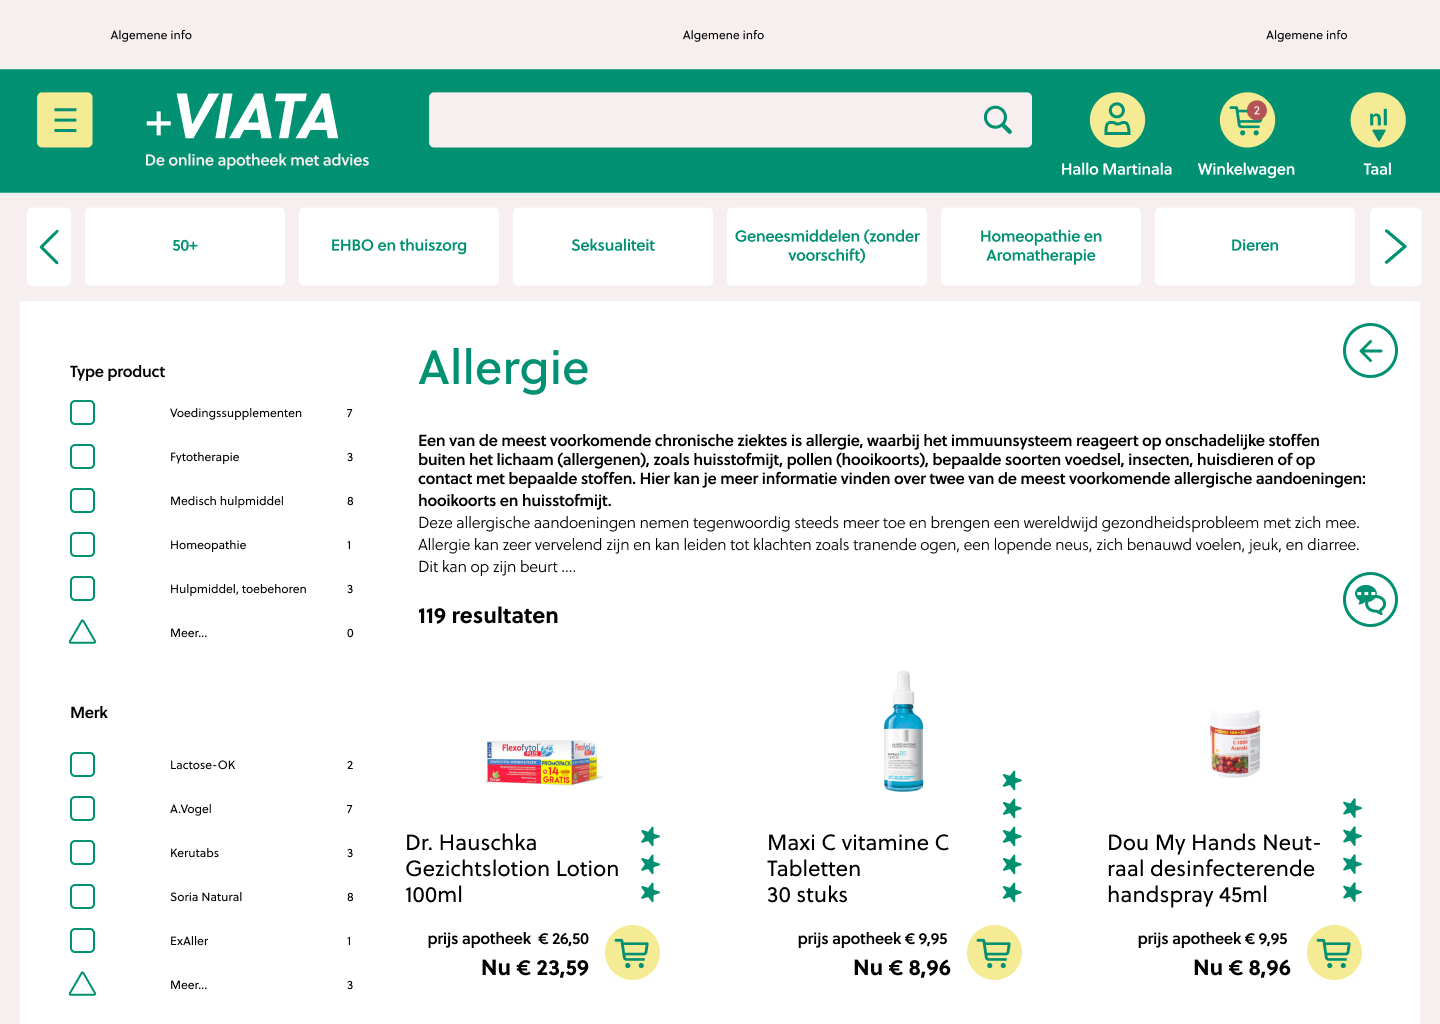 Algemene info
Algemene info
Algemene info
+VIATA
De online apotheek met advies
Hallo Martinala
2
Winkelwagen
nl
Taal
50+
EHBO en thuiszorg
Seksualiteit
Geneesmiddelen (zonder
voorschift)
Homeopathie en
Aromatherapie
Dieren
Type product
Voedingssupplementen 7
Fytotherapie 3
Medisch hulpmiddel 8
Homeopathie 1
Hulpmiddel, toebehoren 3
Meer... 0
Merk
Lactose-OK 2
A.Vogel 7
Kerutabs 3
Soria Natural 8
ExAller 1
Meer... 3
Allergie
Een van de meest voorkomende chronische ziektes is allergie, waarbij het immuunsysteem reageert op onschadelijke stoffen
buiten het lichaam (allergenen), zoals huisstofmijt, pollen (hooikoorts), bepaalde soorten voedsel, insecten, huisdieren of op
contact met bepaalde stoffen. Hier kan je meer informatie vinden over twee van de meest voorkomende allergische aandoeningen:
hooikoorts en huisstofmijt.
Deze allergische aandoeningen nemen tegenwoordig steeds meer toe en brengen een wereldwijd gezondheidsprobleem met zich mee.
Allergie kan zeer vervelend zijn en kan leiden tot klachten zoals tranende ogen, een lopende neus, zich benauwd voelen, jeuk, en diarree.
Dit kan op zijn beurt ....
119 resultaten
Flexofytol
PLUS
PROMOPACK
14
GRATIS
Dr. Hauschka
Gezichtslotion Lotion
100ml
prijs apotheek € 26,50
Nu € 23,59
Maxi C vitamine C
Tabletten
30 stuks
prijs apotheek € 9,95
Nu € 8,96
C-1000
Acerola
Dou My Hands Neut-
raal desinfecterende
handspray 45ml
prijs apotheek € 9,95
Nu € 8,96